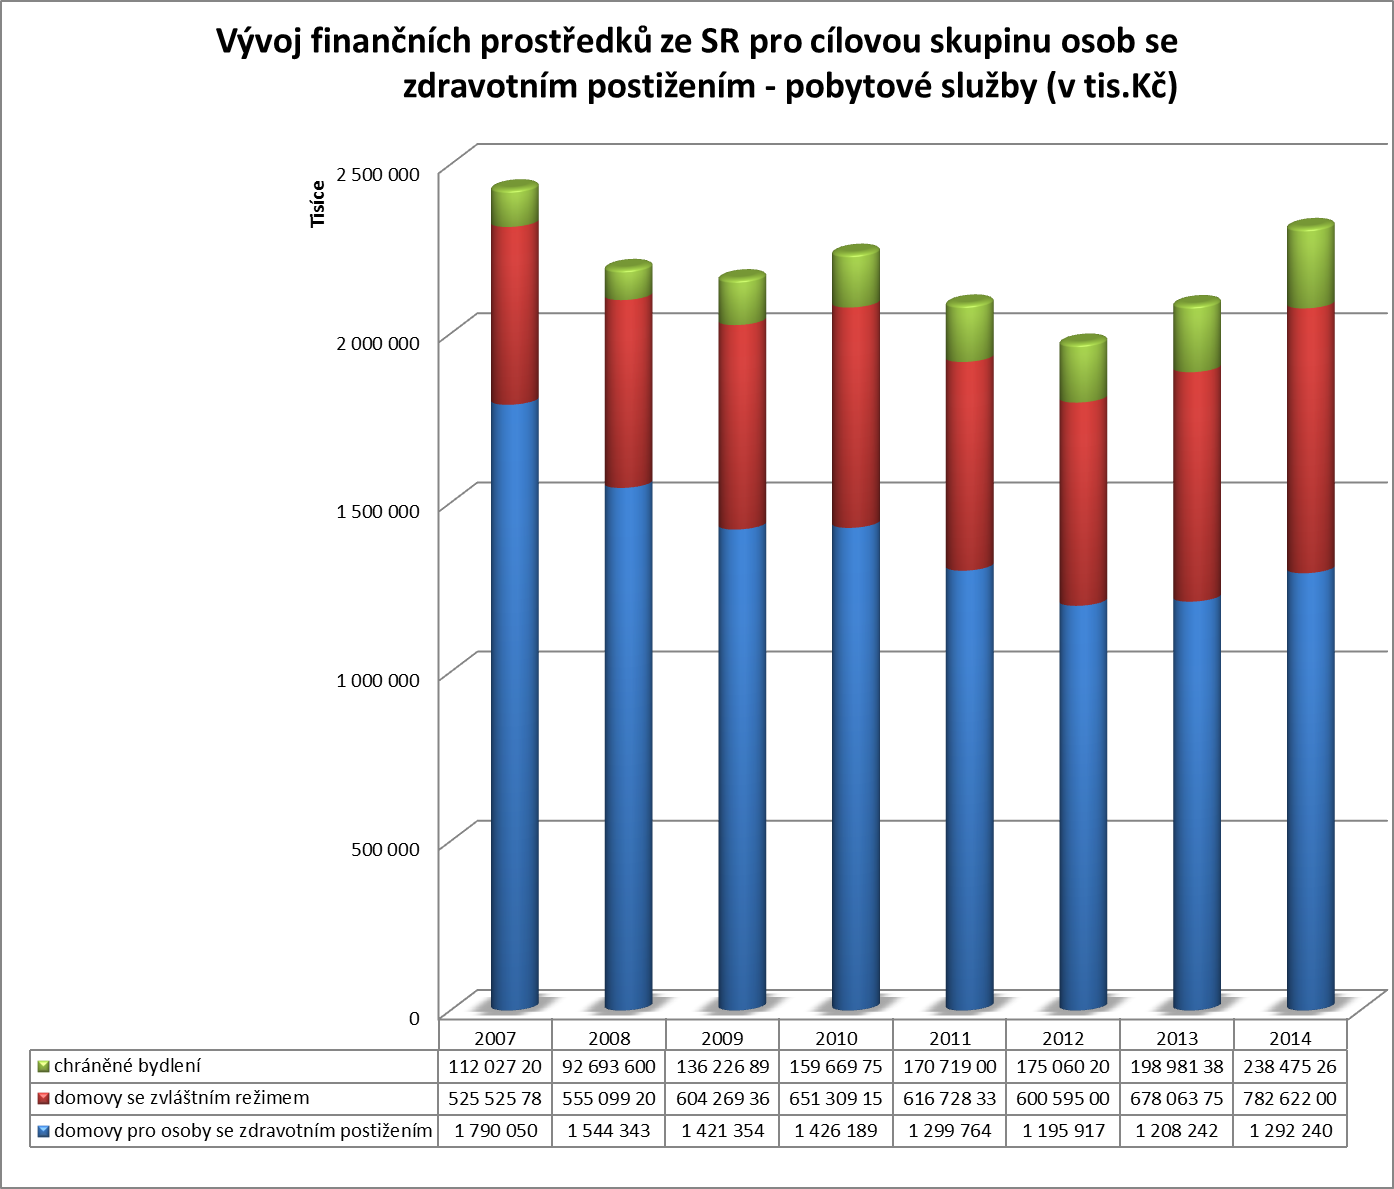 Vývoj finančních prostředků ze SR pro cílovou skupinu osob se
zdravotním postižením - pobytové služby (v tis.Kč)
Tisíce
2 500 000
2 000 000
1 500 000
1 000 000
500 000
0
2007 2008 2009 2010 2011 2012 2013 2014
chráněné bydlení 112 027 20 92 693 600 136 226 89 159 669 75 170 719 00 175 060 20 198 981 38 238 475 26
domovy se zvláštním režimem 525 525 78 555 099 20 604 269 36 651 309 15 616 728 33 600 595 00 678 063 75 782 622 00
domovy pro osoby se zdravotním postižením 1 790 050 1 544 343 1 421 354 1 426 189 1 299 764 1 195 917 1 208 242 1 292 240